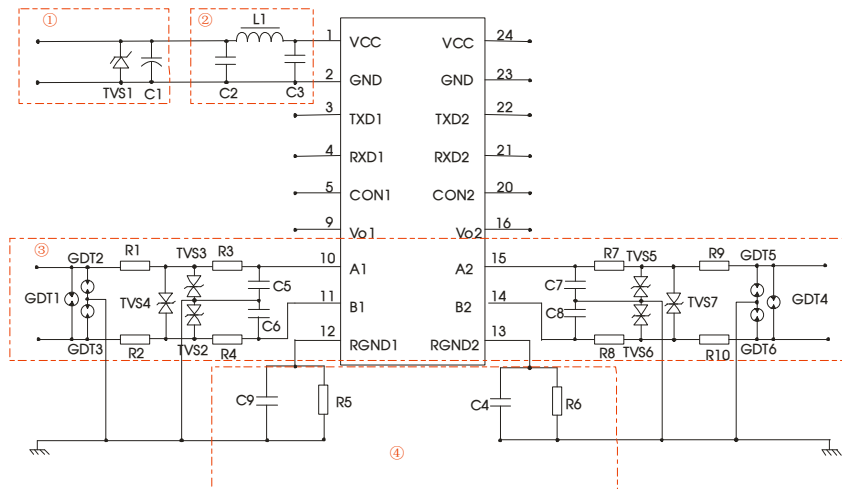 ① ② L1
1 VCC VCC 24
TVS1 C1 C2 C3
2 GND GND 23
3 TXD1 TXD2 22
4 RXD1 RXD2 21
5 CON1 CON2 20
9 Vo1 Vo2 16
③ GDT2 R1 TVS3 R3 R7 TVS5 R9 GDT5
10 A1 A2 15
GDT1 TVS4 C5 C7 TVS7 GDT4
11 B1 B2 14
C6 C8
12 RGND1 RGND2 13
GDT3 R2 TVS2 R4 R8 TVS6 R10 GDT6
C9 R5 C4 R6
④